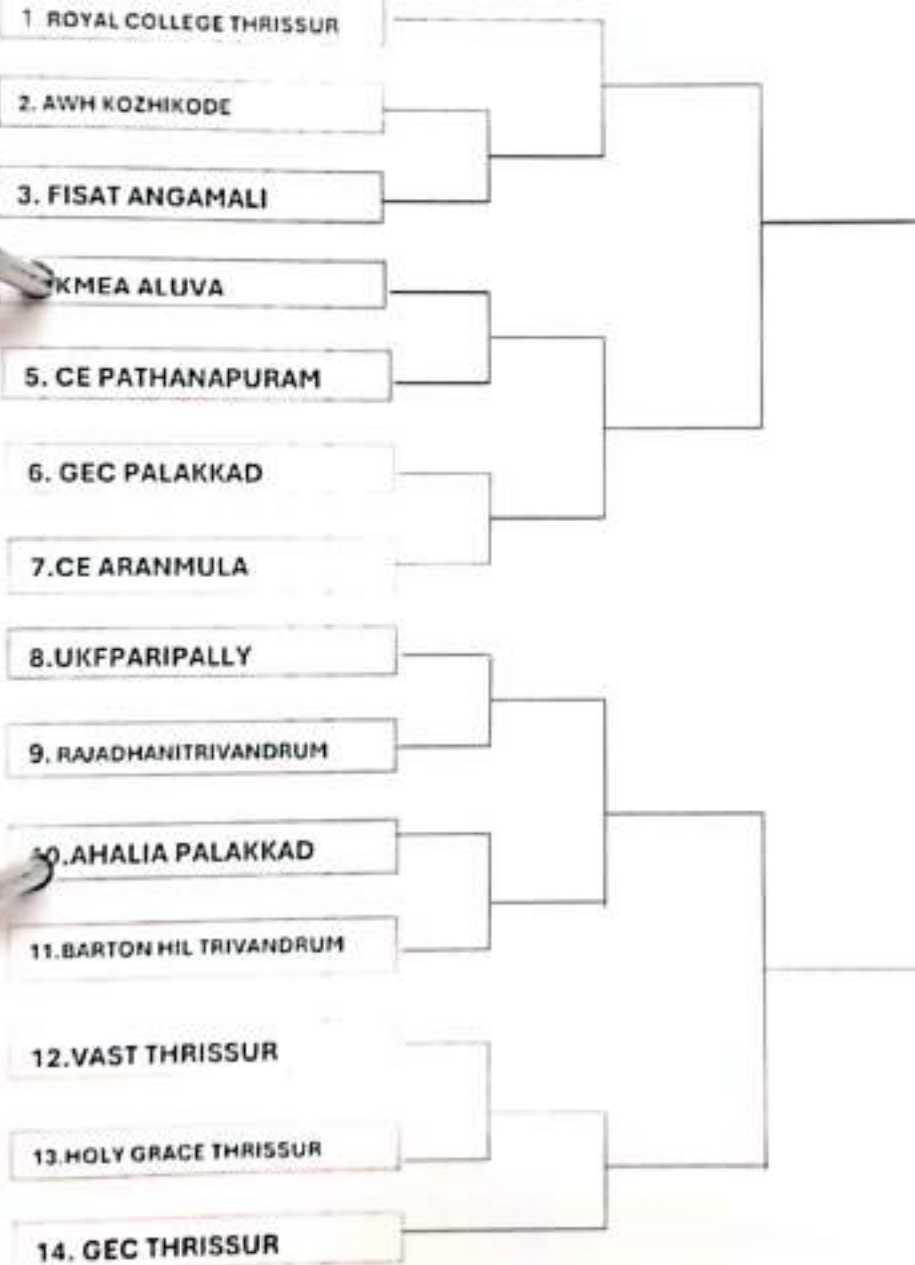 1 ROYAL COLLEGE THRISSUR
2. AWH KOZHIKODE
3. FISAT ANGAMALI
KMEA ALUVA
5. CE PATHANAPURAM
6. GEC PALAKKAD
7.CE ARANMULA
8.UKFPARIPALLY
9. RAJADHANITRIVANDRUM
10.AHALIA PALAKKAD
11.BARTON HIL TRIVANDRUM
12.VAST THRISSUR
13.HOLY GRACE THRISSUR
14. GEC THRISSUR